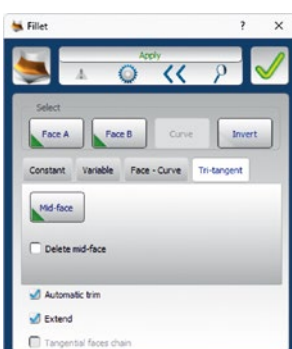 Fillet ? ×
Apply
Select
Face A Face B Curve Invert
Constant Variable Face - Curve Tri-tangent
Mid-face
Delete mid-face
Automatic trim
Extend
Tangential faces chain